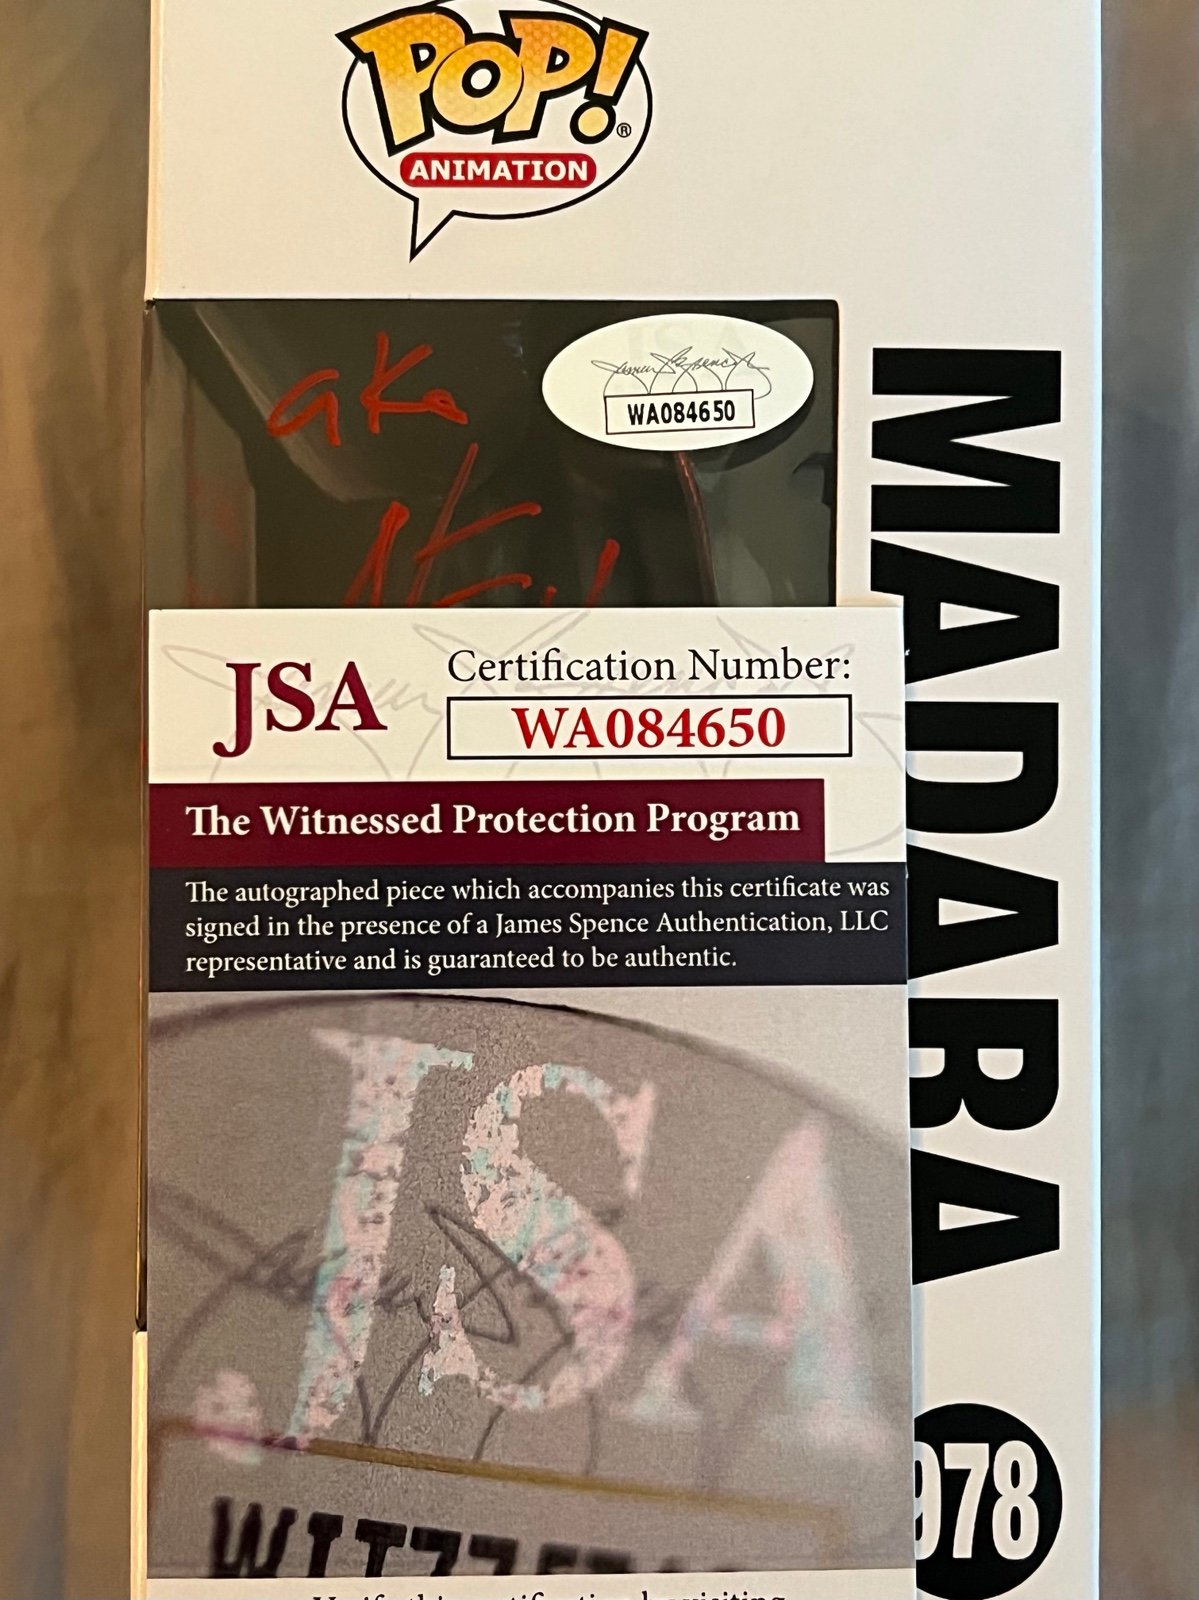 POP!®
ANIMATION
aka
WA084650
MADARA
JSA
Certification Number:
WA084650
The Witnessed Protection Program
The autographed piece which accompanies this certificate was
signed in the presence of a James Spence Authentication, LLC
representative and is guaranteed to be authentic.
JSA
978